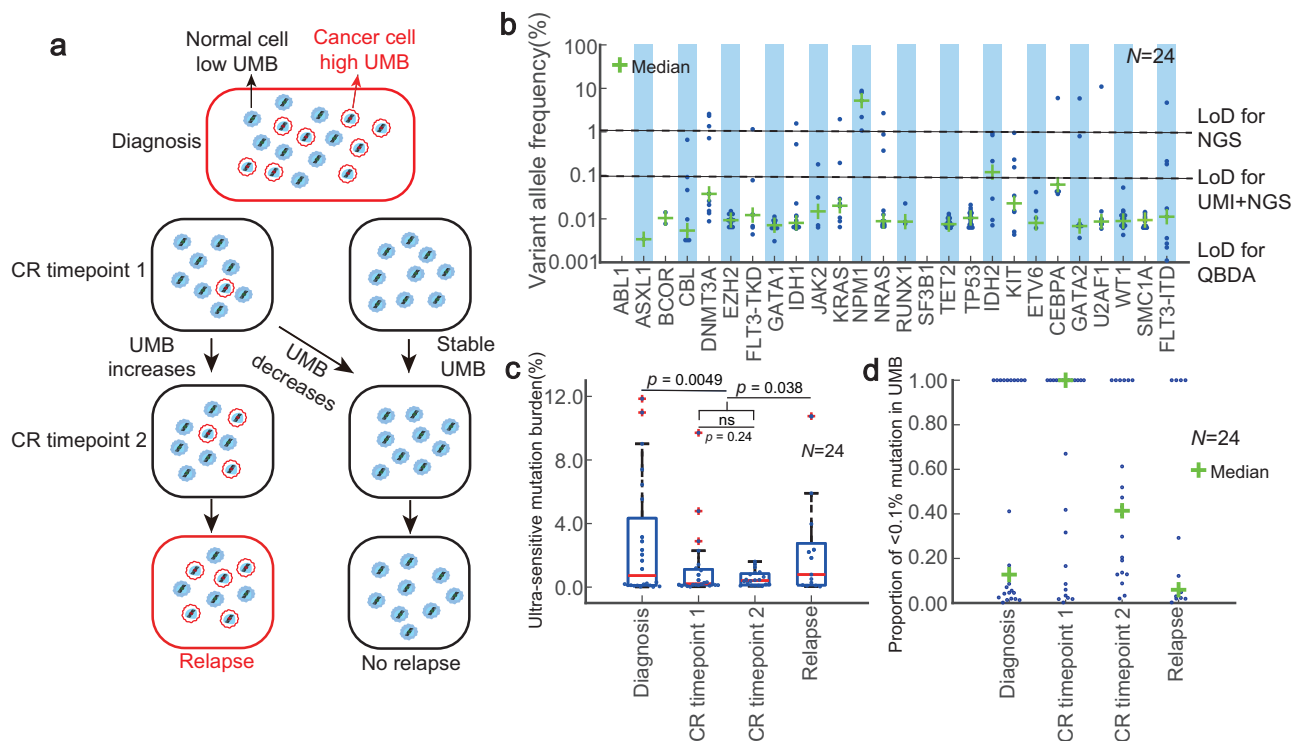 a
Normal cell
low UMB
Cancer cell
high UMB
Diagnosis
CR timepoint 1
UMB
increases
UMB
decreases
Stable
UMB
CR timepoint 2
Relapse
No relapse
b
Variant allele frequency(%)
100
10
1
0.1
0.01
0.001
Median
N=24
LoD for
NGS
LoD for
UMI+NGS
LoD for
QBDA
ABL1
ASXL1
BCOR
CBL
DNMT3A
EZH2
FLT3-TKD
GATA1
IDH1
JAK2
KRAS
NPM1
NRAS
RUNX1
SF3B1
TET2
TP53
IDH2
KIT
ETV6
CEBPA
GATA2
U2AF1
WT1
SMC1A
FLT3-ITD
c
Ultra-sensitive mutation burden(%)
12.0
8.0
4.0
0.0
p = 0.0049
p = 0.038
ns
p = 0.24
N=24
Diagnosis
CR timepoint 1
CR timepoint 2
Relapse
d
Proportion of <0.1% mutation in UMB
1.00
0.80
0.60
0.40
0.20
0.00
N=24
Median
Diagnosis
CR timepoint 1
CR timepoint 2
Relapse